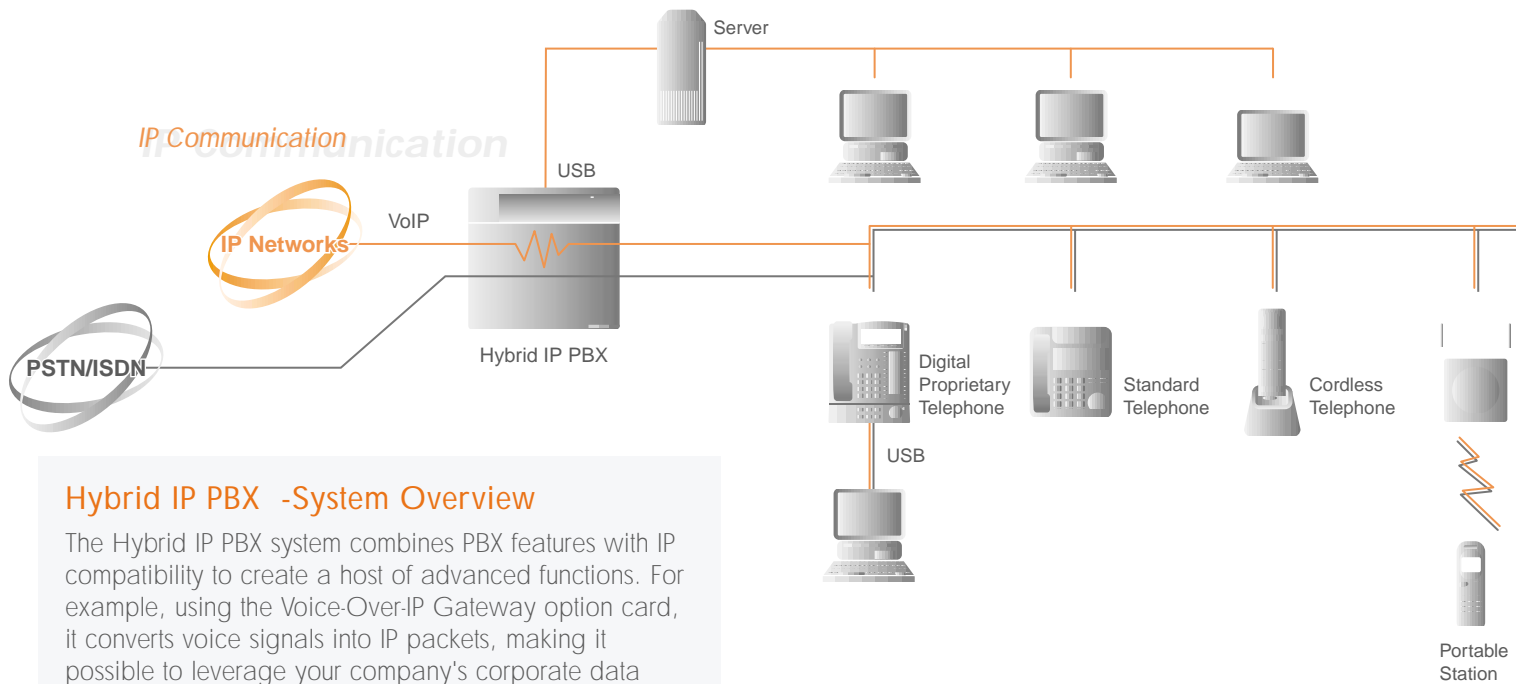 Server
IP Communication
IP Communication
USB
VoIP
IP Networks
PSTN/ISDN
Hybrid IP PBX
Digital
Proprietary
Telephone
Standard
Telephone
Cordless
Telephone
USB
Portable
Station
Hybrid IP PBX -System Overview
The Hybrid IP PBX system combines PBX features with IP
compatibility to create a host of advanced functions. For
example, using the Voice-Over-IP Gateway option card,
it converts voice signals into IP packets, making it
possible to leverage your company's corporate data